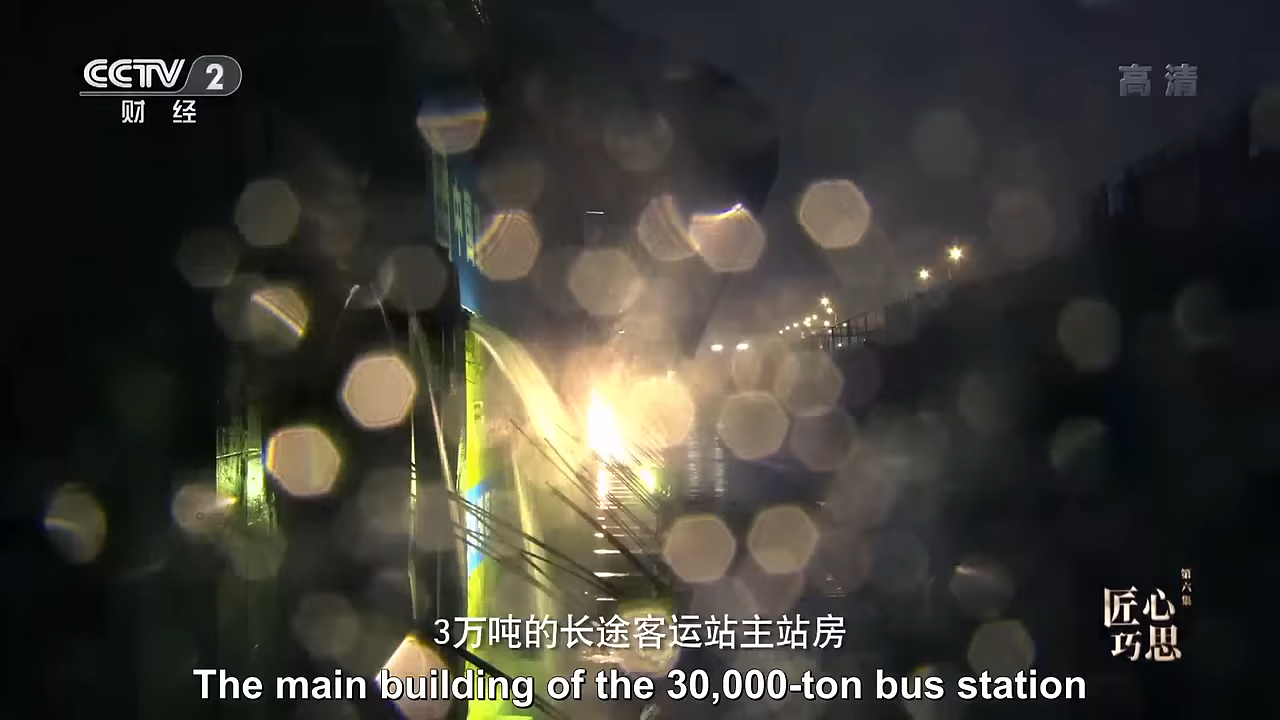 CCTV 2
财 经
高清
第六集
匠心
巧思
3万吨的长途客运站主站房
The main building of the 30,000-ton bus station